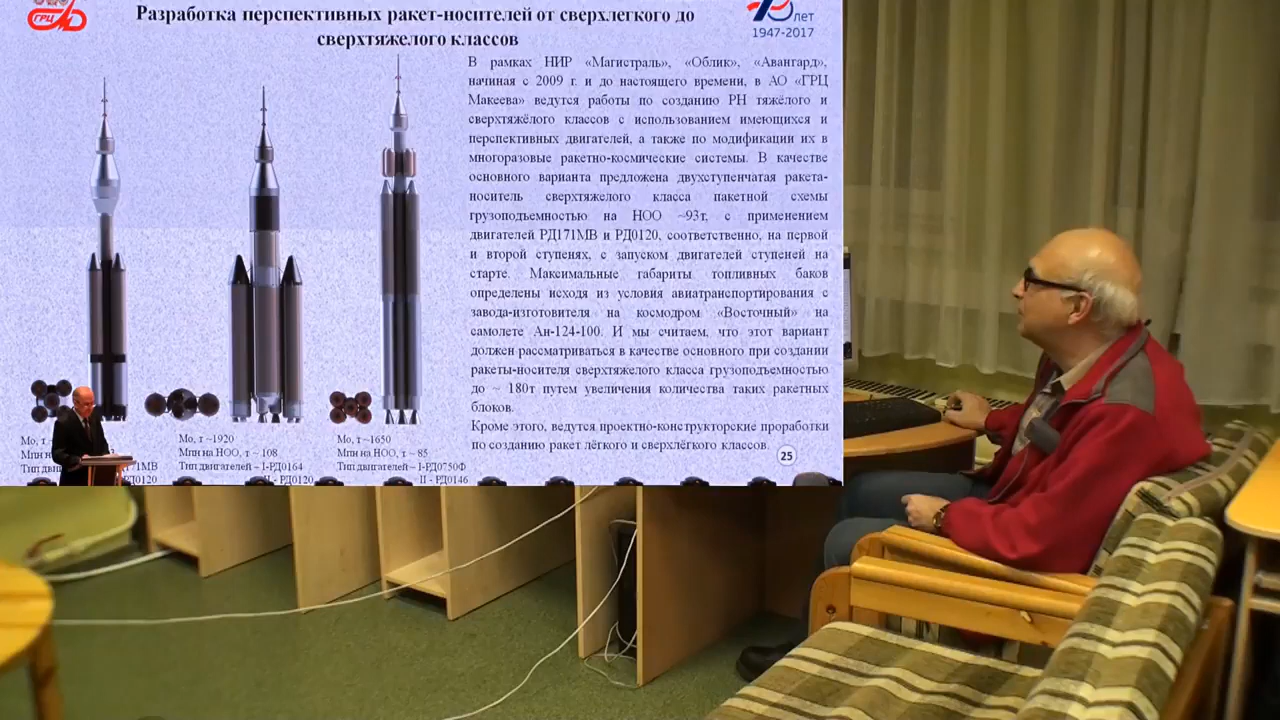 ГРЦ
Разработка перспективных ракет-носителей от сверхлегкого до
сверхтяжелого классов
70 лет
1947-2017
В рамках НИР «Магистраль», «Облик», «Авангард»,
начиная с 2009 г. и до настоящего времени, в АО «ГРЦ
Макеева» ведутся работы по созданию РН тяжёлого и
сверхтяжёлого классов с использованием имеющихся и
перспективных двигателей, а также по модификации их в
многоразовые ракетно-космические системы. В качестве
основного варианта предложена двухступенчатая ракета-
носитель сверхтяжелого класса пакетной схемы
грузоподъемностью на НОО ~93т, с применением
двигателей РД171МВ и РД0120, соответственно, на первой
и второй ступенях, с запуском двигателей ступеней на
старте. Максимальные габариты топливных баков
определены исходя из условия авиатранспортирования с
завода-изготовителя на космодром «Восточный» на
самолете Ан-124-100. И мы считаем, что этот вариант
должен рассматриваться в качестве основного при создании
ракеты-носителя сверхтяжелого класса грузоподъемностью
до ~ 180т путем увеличения количества таких ракетных
блоков.
Кроме этого, ведутся проектно-конструкторские проработки
по созданию ракет лёгкого и сверхлёгкого классов.
25
Мо, т ~
Мпн на
Тип
71МВ
РД0120
Мо, т ~1920
Мпн на НОО, т ~ 108
Тип двигателей – I-РД0164
II - РД0120
Мо, т ~1650
Мпн на НОО, т ~ 85
Тип двигателей – I-РД0750Ф
II - РД0146